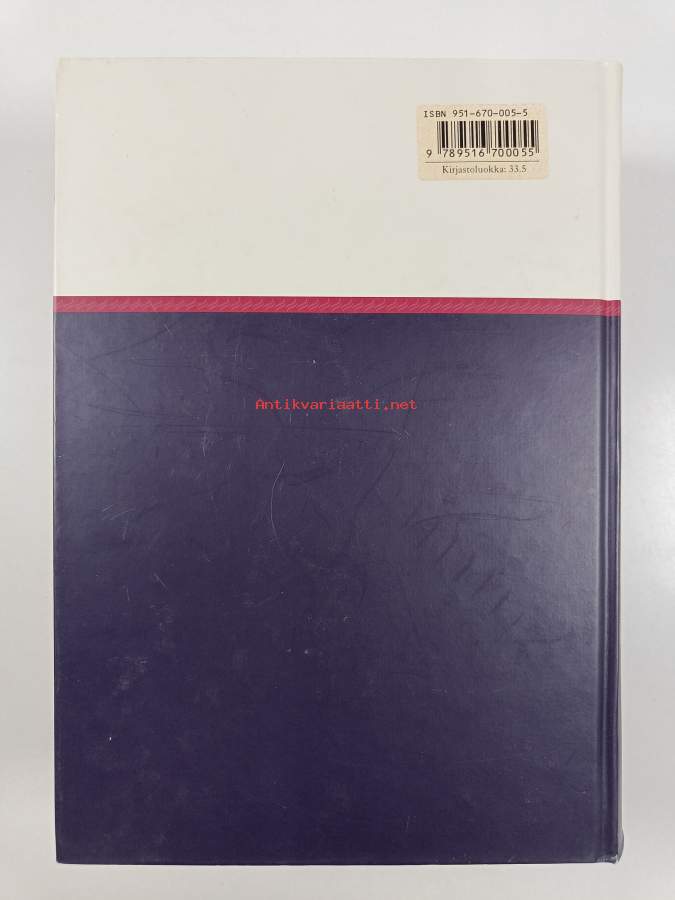 ISBN 951-670-005-5
9 789516 700055
Kirjastoluokka: 33.5
Antikvariaatti.net